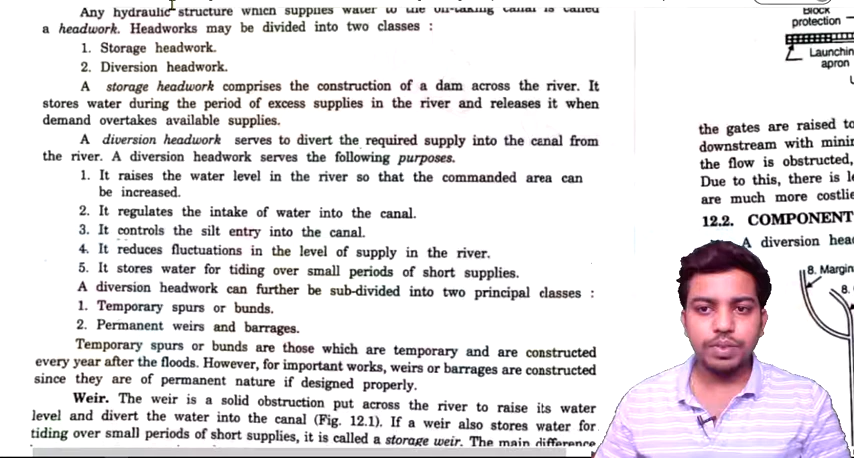 Any hydraulic structure which supplies water to the off-taking canal is called
a headwork. Headworks may be divided into two classes :
1. Storage headwork.
2. Diversion headwork.
A storage headwork comprises the construction of a dam across the river. It
stores water during the period of excess supplies in the river and releases it when
demand overtakes available supplies.
A diversion headwork serves to divert the required supply into the canal from
the river. A diversion headwork serves the following purposes.
1. It raises the water level in the river so that the commanded area can
be increased.
2. It regulates the intake of water into the canal.
3. It controls the silt entry into the canal.
4. It reduces fluctuations in the level of supply in the river.
5. It stores water for tiding over small periods of short supplies.
A diversion headwork can further be sub-divided into two principal classes :
1. Temporary spurs or bunds.
2. Permanent weirs and barrages.
Temporary spurs or bunds are those which are temporary and are constructed
every year after the floods. However, for important works, weirs or barrages are constructed
since they are of permanent nature if designed properly.
Weir. The weir is a solid obstruction put across the river to raise its water
level and divert the water into the canal (Fig. 12.1). If a weir also stores water for
tiding over small periods of short supplies, it is called a storage weir. The main difference
Block
protection
Launchin
apron
the gates are raised to
downstream with minin
the flow is obstructed,
Due to this, there is le
are much more costlie
12.2. COMPONENT
A diversion hea
8. Margin
8.